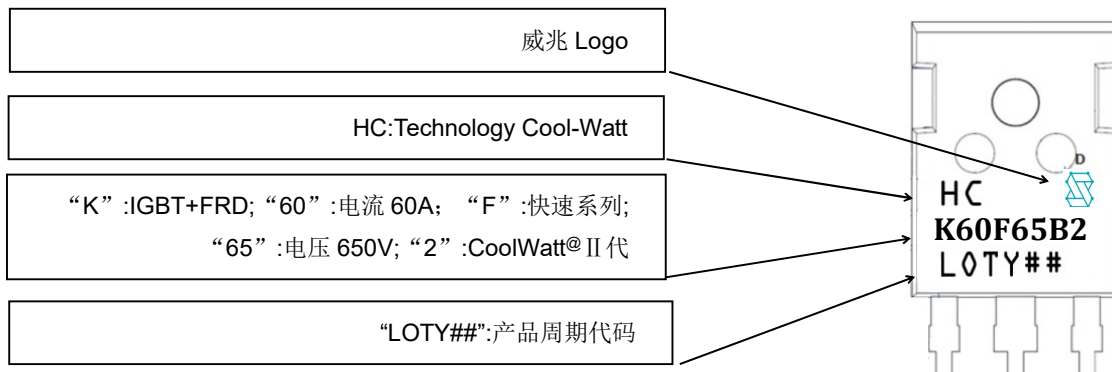 威兆 Logo
HC:Technology Cool-Watt
“K”:IGBT+FRD; “60”:电流 60A; “F”:快速系列;
“65”:电压 650V; “2”:CoolWatt@Ⅱ代
“LOTY##”:产品周期代码
D
HC
K60F65B2
LOTY##